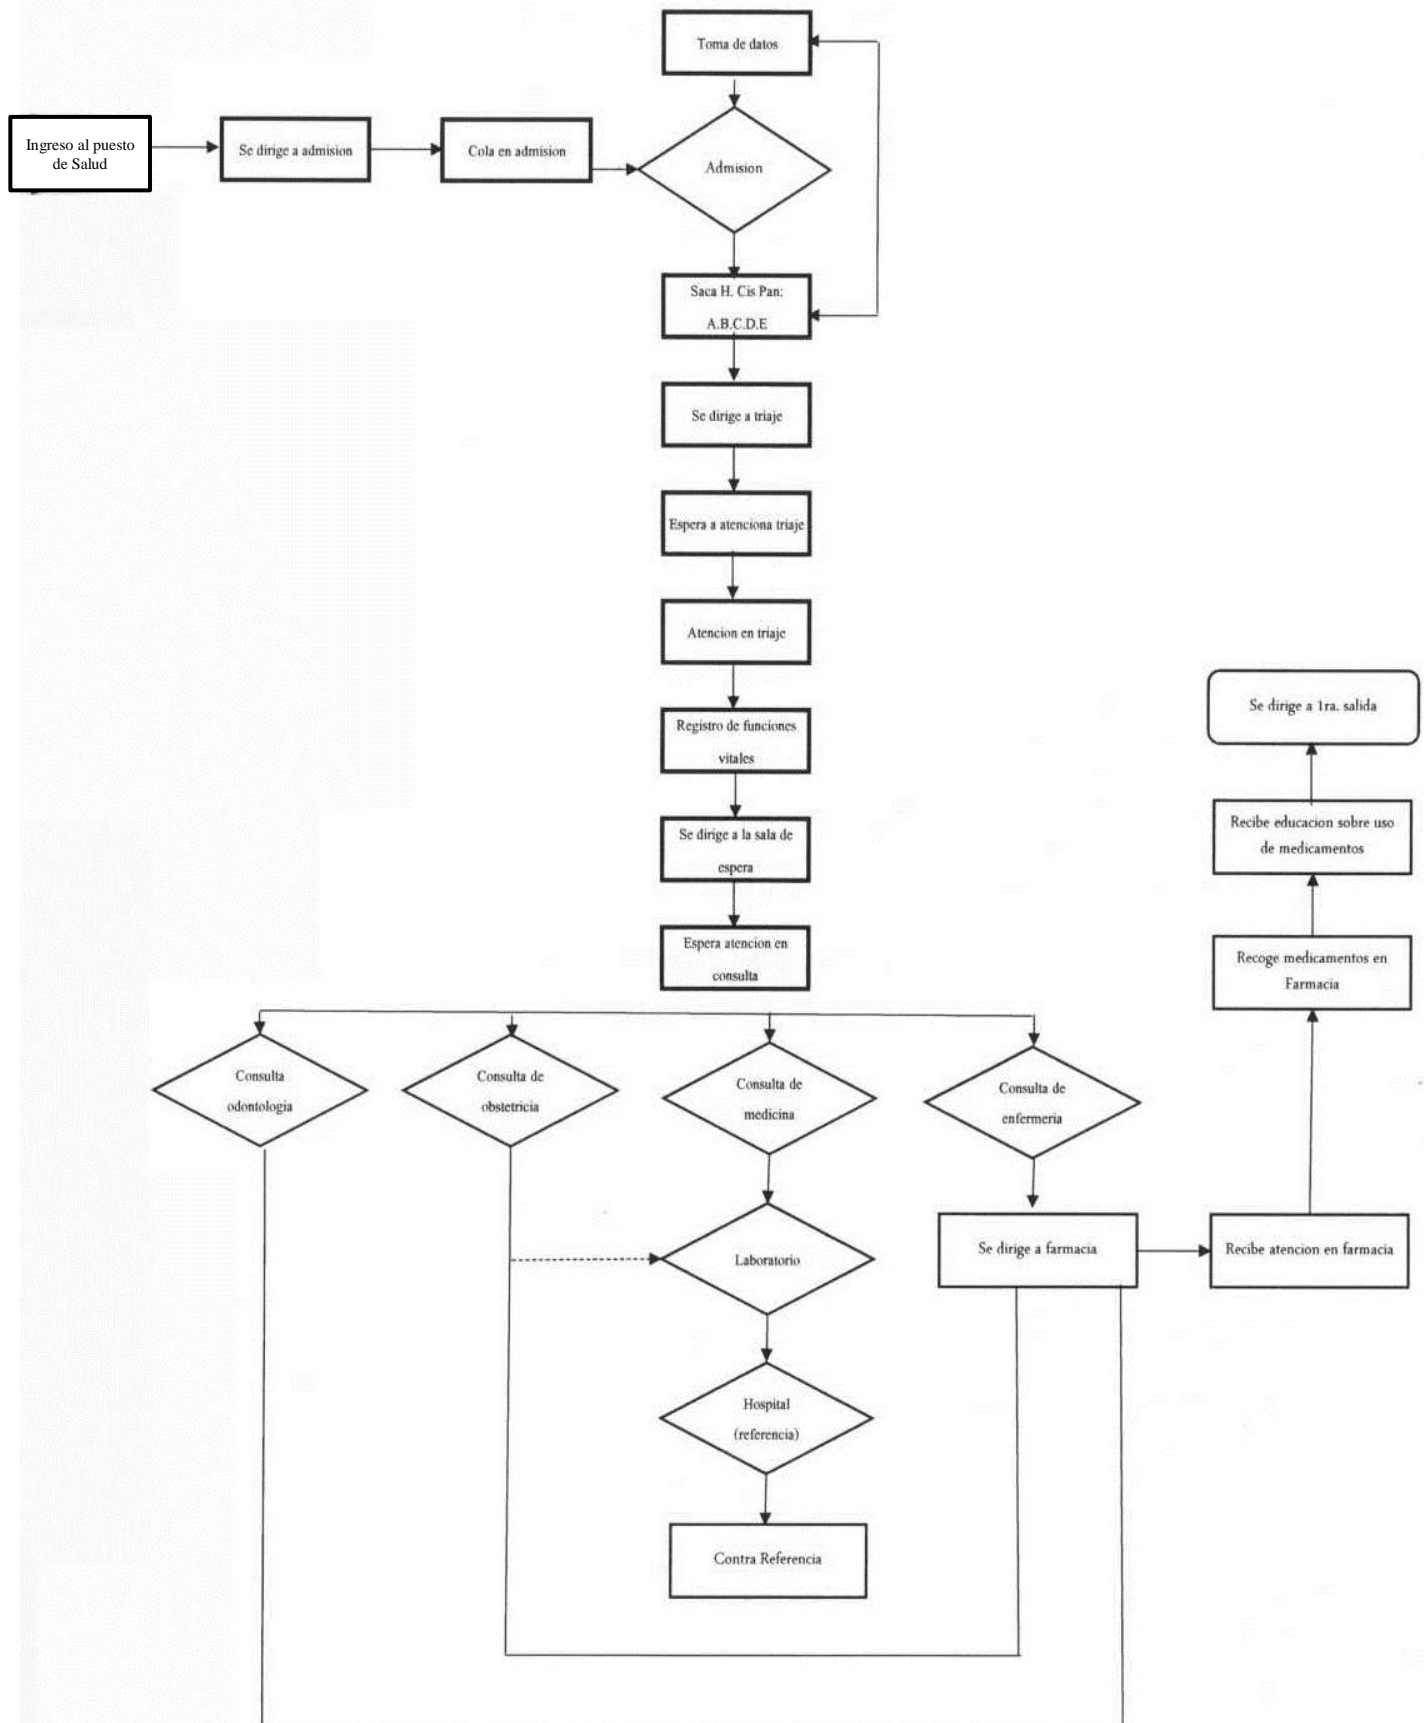 Toma de datos
Ingreso al puesto
de Salud
Se dirige a admision
Cola en admision
Admision
Saca H. Cis Pan:
A.B.C.D.E
Se dirige a triaje
Espera a atenciona triaje
Atencion en triaje
Registro de funciones
vitales
Se dirige a la sala de
espera
Espera atencion en
consulta
Se dirige a 1ra. salida
Recibe educacion sobre uso
de medicamentos
Recoge medicamentos en
Farmacia
Consulta
odontologia
Consulta de
obstetricia
Consulta de
medicina
Consulta de
enfermeria
Laboratorio
Se dirige a farmacia
Recibe atencion en farmacia
Hospital
(referencia)
Contra Referencia